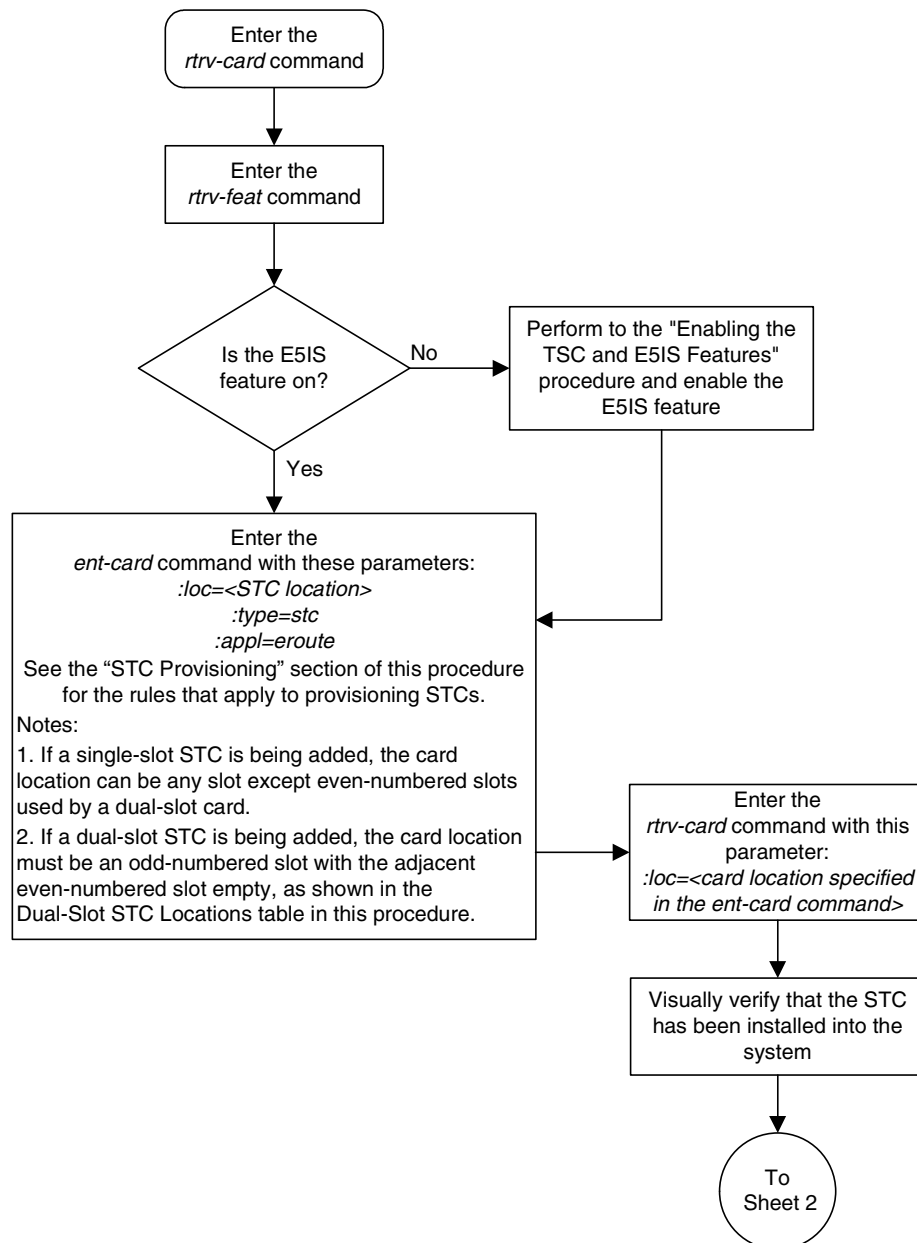 Enter the
rtrv-card command
Enter the
rtrv-feat command
Is the E5IS
feature on?
No
Perform to the "Enabling the
TSC and E5IS Features"
procedure and enable the
E5IS feature
Yes
Enter the
ent-card command with these parameters:
:loc=<STC location>
:type=stc
:appl=eroute
See the “STC Provisioning” section of this procedure
for the rules that apply to provisioning STCs.
Notes:
1. If a single-slot STC is being added, the card
location can be any slot except even-numbered slots
used by a dual-slot card.
2. If a dual-slot STC is being added, the card location
must be an odd-numbered slot with the adjacent
even-numbered slot empty, as shown in the
Dual-Slot STC Locations table in this procedure.
Enter the
rtrv-card command with this
parameter:
:loc=<card location specified
in the ent-card command>
Visually verify that the STC
has been installed into the
system
To
Sheet 2